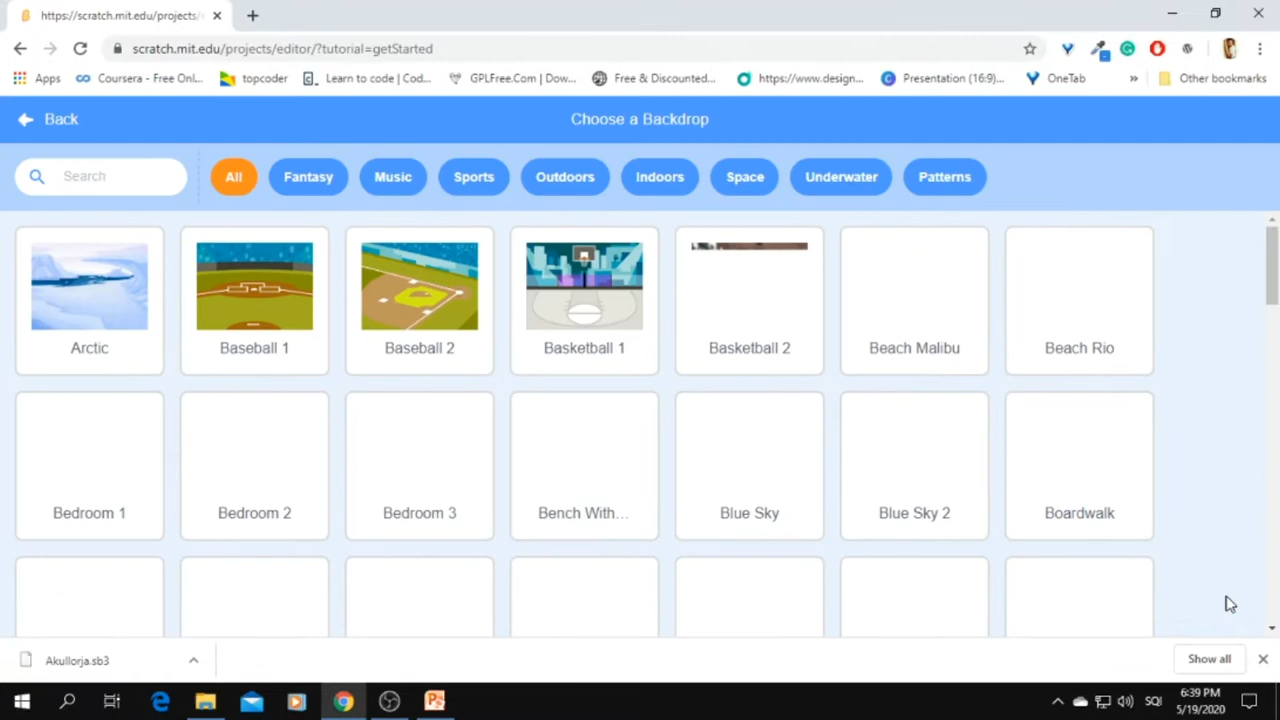 https://scratch.mit.edu/projects/
scratch.mit.edu/projects/editor/?tutorial=getStarted
Apps
Coursera - Free Onl...
topcoder
Learn to code | Cod...
GPLFree.Com | Dow...
Free & Discounted...
https://www.design...
Presentation (16:9)...
OneTab
»
Other bookmarks
Back
Choose a Backdrop
Search
All
Fantasy
Music
Sports
Outdoors
Indoors
Space
Underwater
Patterns
Arctic
Baseball 1
Baseball 2
Basketball 1
Basketball 2
Beach Malibu
Beach Rio
Bedroom 1
Bedroom 2
Bedroom 3
Bench With...
Blue Sky
Blue Sky 2
Boardwalk
Akullorja.sb3
Show all
SQI
6:39 PM
5/19/2020